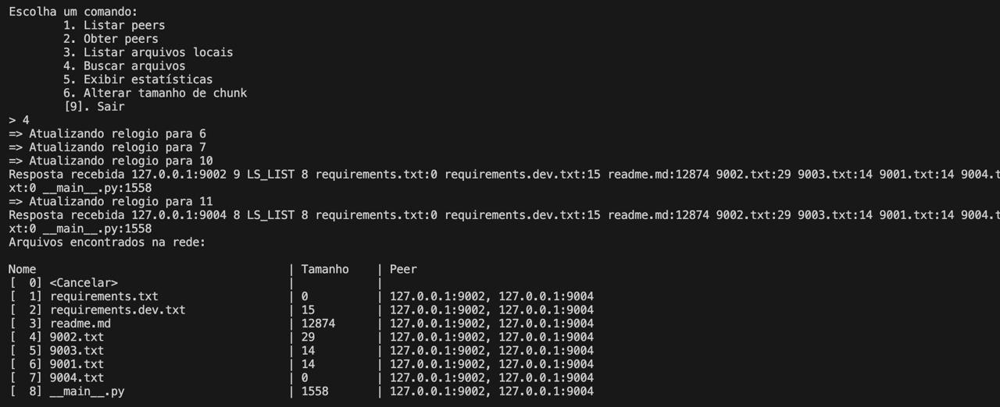 Escolha um comando:
        1. Listar peers
        2. Obter peers
        3. Listar arquivos locais
        4. Buscar arquivos
        5. Exibir estatísticas
        6. Alterar tamanho de chunk
        [9]. Sair
> 4
=> Atualizando relogio para 6
=> Atualizando relogio para 7
=> Atualizando relogio para 10
Resposta recebida 127.0.0.1:9002 9 LS_LIST 8 requirements.txt:0 requirements.dev.txt:15 readme.md:12874 9002.txt:29 9003.txt:14 9001.txt:14 9004.t
xt:0 __main__.py:1558
=> Atualizando relogio para 11
Resposta recebida 127.0.0.1:9004 8 LS_LIST 8 requirements.txt:0 requirements.dev.txt:15 readme.md:12874 9002.txt:29 9003.txt:14 9001.txt:14 9004.t
xt:0 __main__.py:1558
Arquivos encontrados na rede:

Nome                                     | Tamanho    | Peer
[  0] <Cancelar>                         |            |
[  1] requirements.txt                   | 0          | 127.0.0.1:9002, 127.0.0.1:9004
[  2] requirements.dev.txt               | 15         | 127.0.0.1:9002, 127.0.0.1:9004
[  3] readme.md                          | 12874      | 127.0.0.1:9002, 127.0.0.1:9004
[  4] 9002.txt                           | 29         | 127.0.0.1:9002, 127.0.0.1:9004
[  5] 9003.txt                           | 14         | 127.0.0.1:9002, 127.0.0.1:9004
[  6] 9001.txt                           | 14         | 127.0.0.1:9002, 127.0.0.1:9004
[  7] 9004.txt                           | 0          | 127.0.0.1:9002, 127.0.0.1:9004
[  8] __main__.py                        | 1558       | 127.0.0.1:9002, 127.0.0.1:9004